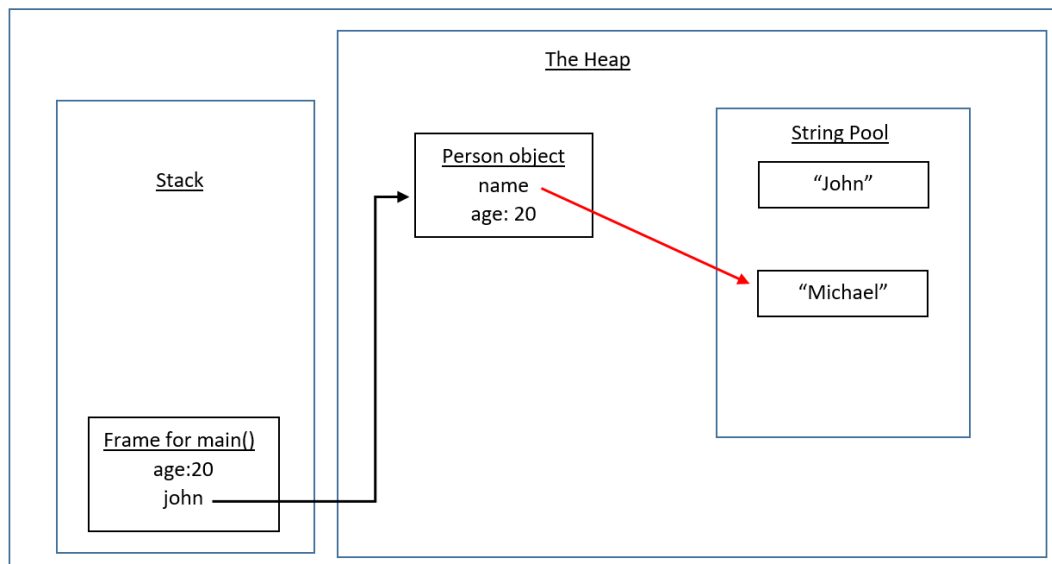 The Heap
Stack
Person object
name
age: 20
String Pool
“John”
“Michael”
Frame for main()
age:20
john